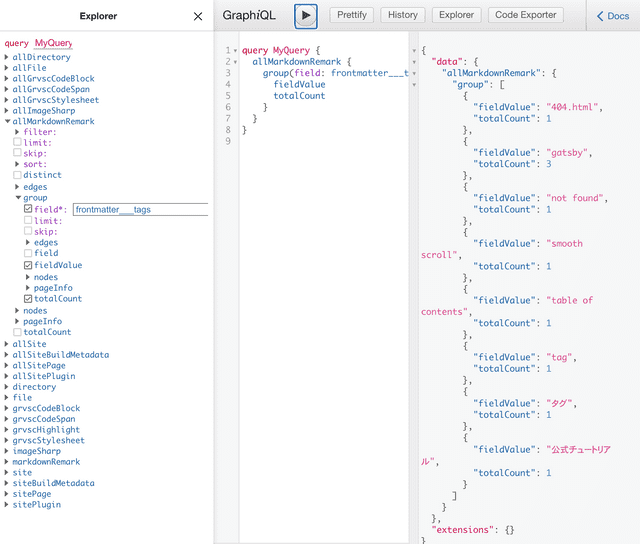 Explorer
query MyQuery
allDirectory
allFile
allGrvscCodeBlock
allGrvscCodeSpan
allGrvscStylesheet
allImageSharp
allMarkdownRemark
filter:
limit:
skip:
sort:
distinct
edges
group
field*: frontmatter___tags
limit:
skip:
edges
field
fieldValue
nodes
pageInfo
totalCount
nodes
pageInfo
totalCount
allSite
allSiteBuildMetadata
allSitePage
allSitePlugin
directory
file
grvscCodeBlock
grvscCodeSpan
grvscHighlight
grvscStylesheet
imageSharp
markdownRemark
site
siteBuildMetadata
sitePage
sitePlugin
GraphiQL
Prettify
History
Explorer
Code Exporter
Docs
1 query MyQuery {
2 allMarkdownRemark {
3 group(field: frontmatter___t
4 fieldValue
5 totalCount
6 }
7 }
8 }
9
{
"data": {
"allMarkdownRemark": {
"group": [
{
"fieldValue": "404.html",
"totalCount": 1
},
{
"fieldValue": "gatsby",
"totalCount": 3
},
{
"fieldValue": "not found",
"totalCount": 1
},
{
"fieldValue": "smooth
scroll",
"totalCount": 1
},
{
"fieldValue": "table of
contents",
"totalCount": 1
},
{
"fieldValue": "tag",
"totalCount": 1
},
{
"fieldValue": "タグ",
"totalCount": 1
},
{
"fieldValue": "公式チュートリア
ル",
"totalCount": 1
}
]
}
},
"extensions": {}
}